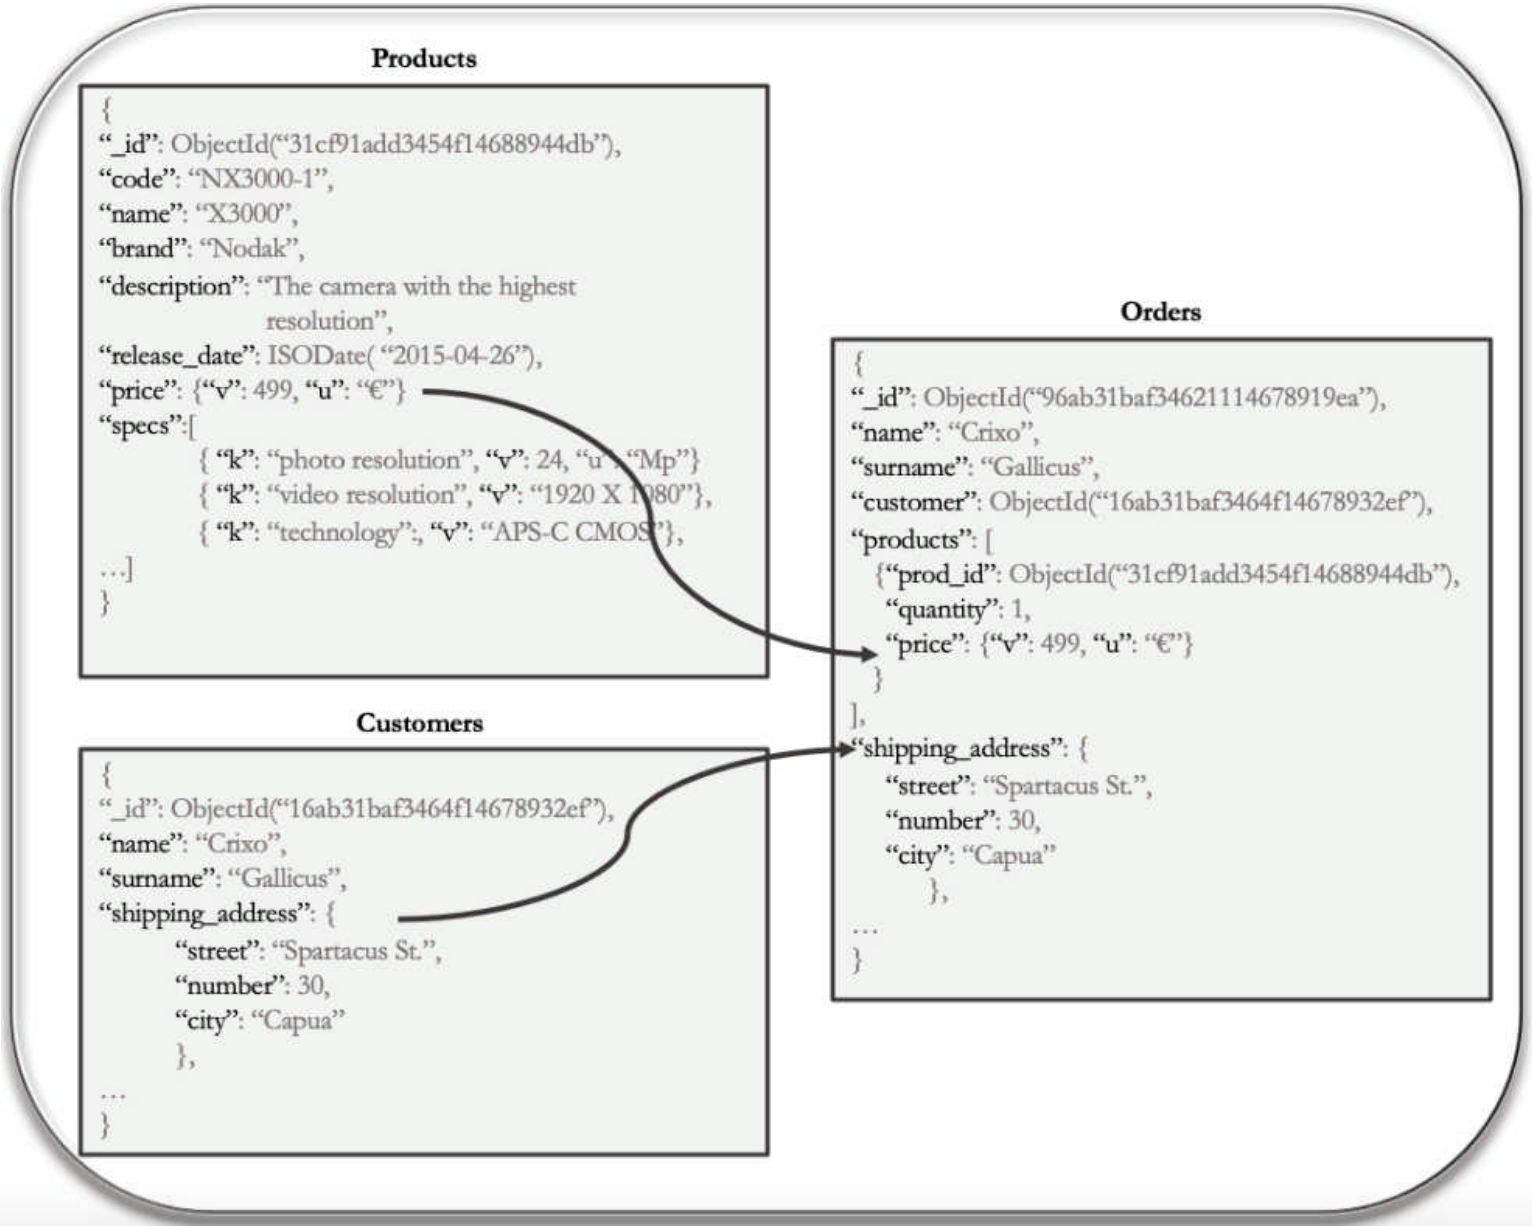 Products
{
“_id”: ObjectId(“31cf91add3454f14688944db”),
“code”: “NX3000-1”,
“name”: “X3000”,
“brand”: “Nodak”,
“description”: “The camera with the highest
resolution”,
“release_date”: ISODate( “2015-04-26”),
“price”: {“v”: 499, “u”: “€”}
“specs”:[
{ “k”: “photo resolution”, “v”: 24, “u”: “Mp”}
{ “k”: “video resolution”, “v”: “1920 X 1080”},
{ “k”: “technology”:, “v”: “APS-C CMOS”},
…]
}
Customers
{
“_id”: ObjectId(“16ab31baf3464f14678932ef”),
“name”: “Crixo”,
“surname”: “Gallicus”,
“shipping_address”: {
“street”: “Spartacus St.”,
“number”: 30,
“city”: “Capua”
},
…
}
Orders
{
“_id”: ObjectId(“96ab31baf34621114678919ea”),
“name”: “Crixo”,
“surname”: “Gallicus”,
“customer”: ObjectId(“16ab31baf3464f14678932ef”),
“products”: [
{“prod_id”: ObjectId(“31cf91add3454f14688944db”),
“quantity”: 1,
“price”: {“v”: 499, “u”: “€”}
}
],
“shipping_address”: {
“street”: “Spartacus St.”,
“number”: 30,
“city”: “Capua”
},
…
}